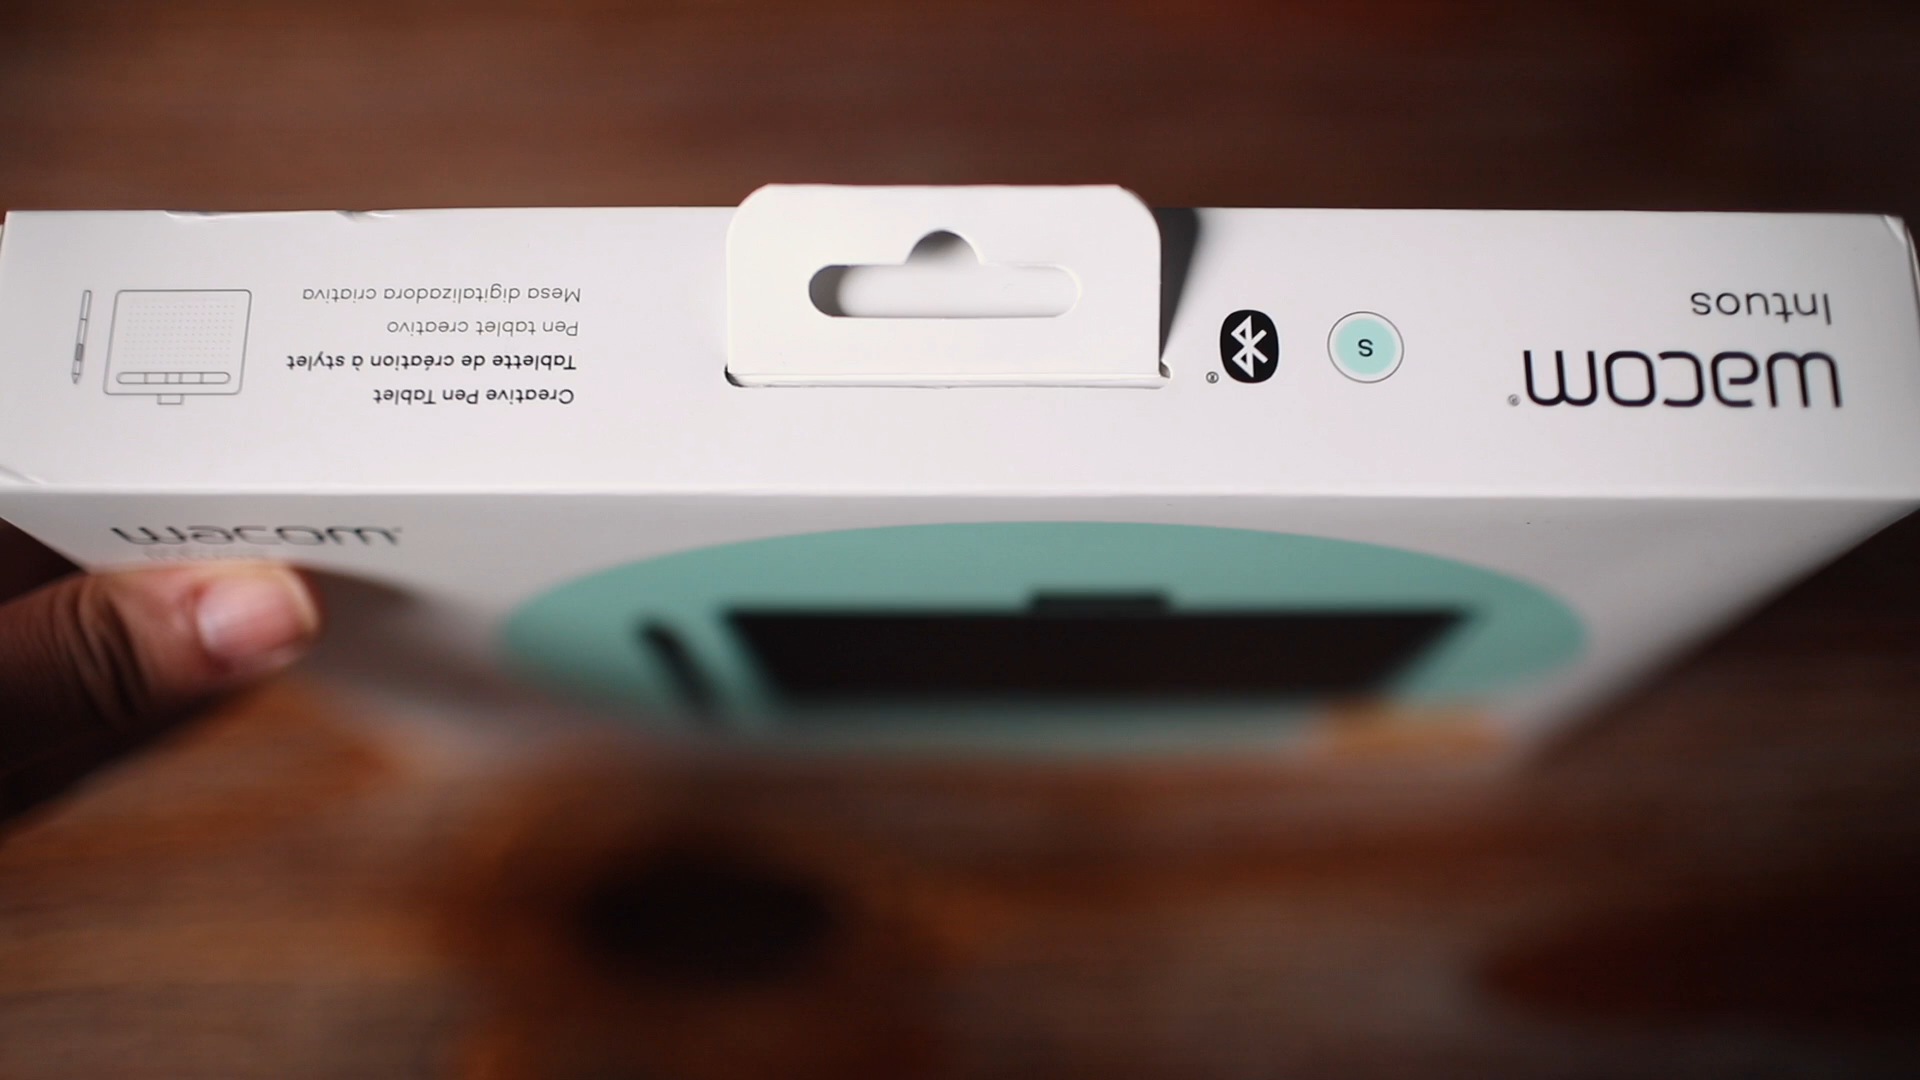 wacom®
Intuos
S
®
Creative Pen Tablet
Tablette de création à stylet
Pen tablet creativo
Mesa digitalizadora criativa
wacom®